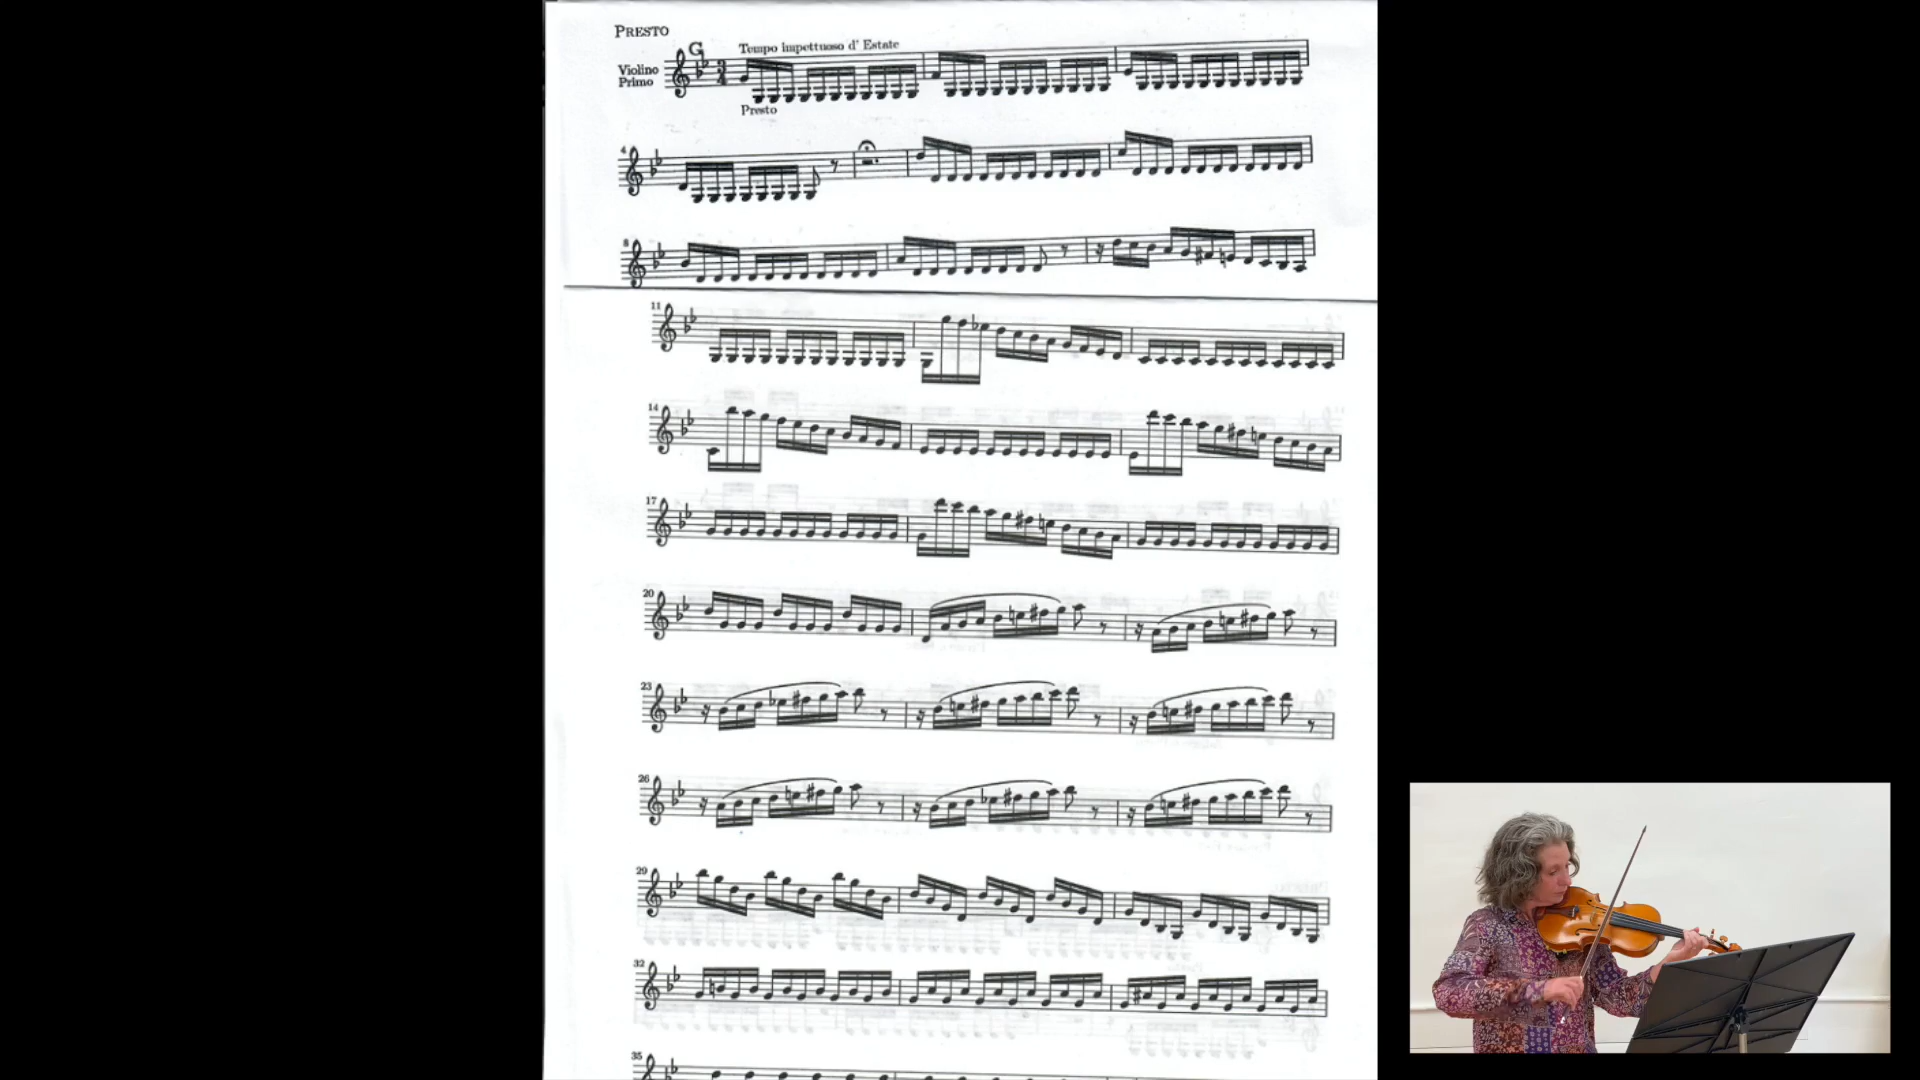 PRESTO
G
Tempo impettuoso d' Estate
Violino
Primo
Presto
4
8
11
14
17
20
23
26
29
32
35